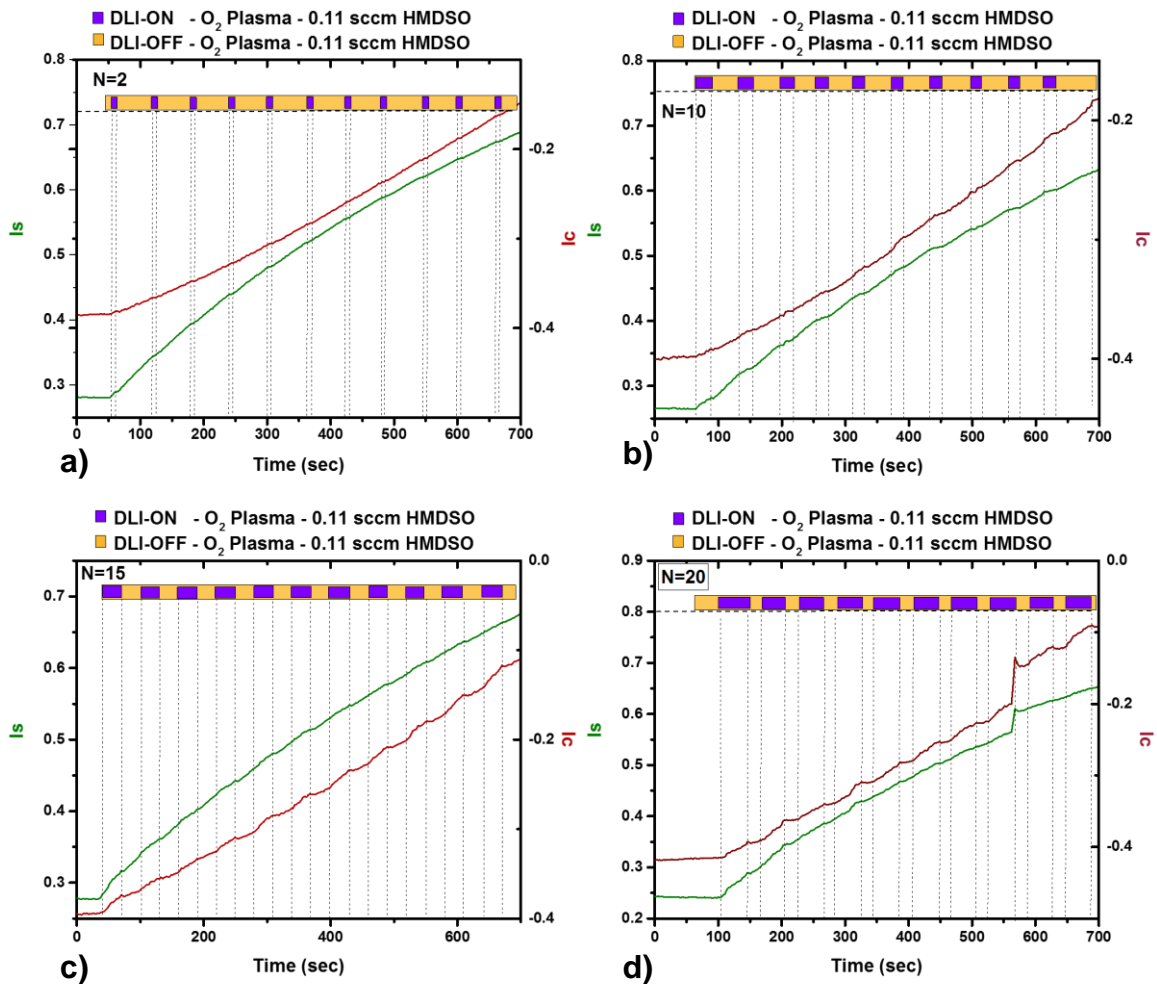 DLI-ON - O2 Plasma - 0.11 sccm HMDSO
DLI-OFF - O2 Plasma - 0.11 sccm HMDSO
N=2
0.8
0.7
0.6
0.5
0.4
0.3
Is
-0.2
-0.4
Ic
0 100 200 300 400 500 600 700
Time (sec)
a)
DLI-ON - O2 Plasma - 0.11 sccm HMDSO
DLI-OFF - O2 Plasma - 0.11 sccm HMDSO
N=10
0.8
0.7
0.6
0.5
0.4
0.3
Is
-0.2
-0.4
Ic
0 100 200 300 400 500 600 700
Time (sec)
b)
DLI-ON - O2 Plasma - 0.11 sccm HMDSO
DLI-OFF - O2 Plasma - 0.11 sccm HMDSO
N=15
0.7
0.6
0.5
0.4
0.3
Is
0.0
-0.2
-0.4
Ic
0 200 400 600
Time (sec)
c)
DLI-ON - O2 Plasma - 0.11 sccm HMDSO
DLI-OFF - O2 Plasma - 0.11 sccm HMDSO
N=20
0.9
0.8
0.7
0.6
0.5
0.4
0.3
0.2
Is
0.0
-0.2
-0.4
Ic
0 100 200 300 400 500 600 700
Time (sec)
d)